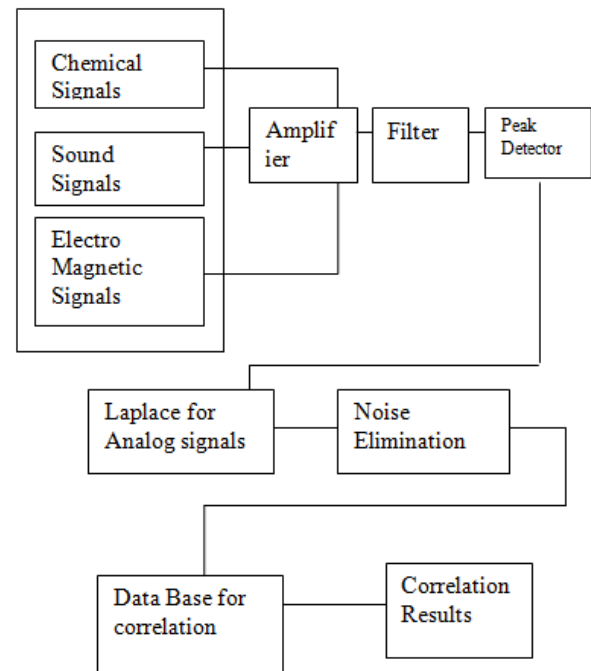 Chemical
Signals
Sound
Signals
Electro
Magnetic
Signals
Amplif
ier
Filter
Peak
Detector
Laplace for
Analog signals
Noise
Elimination
Data Base for
correlation
Correlation
Results